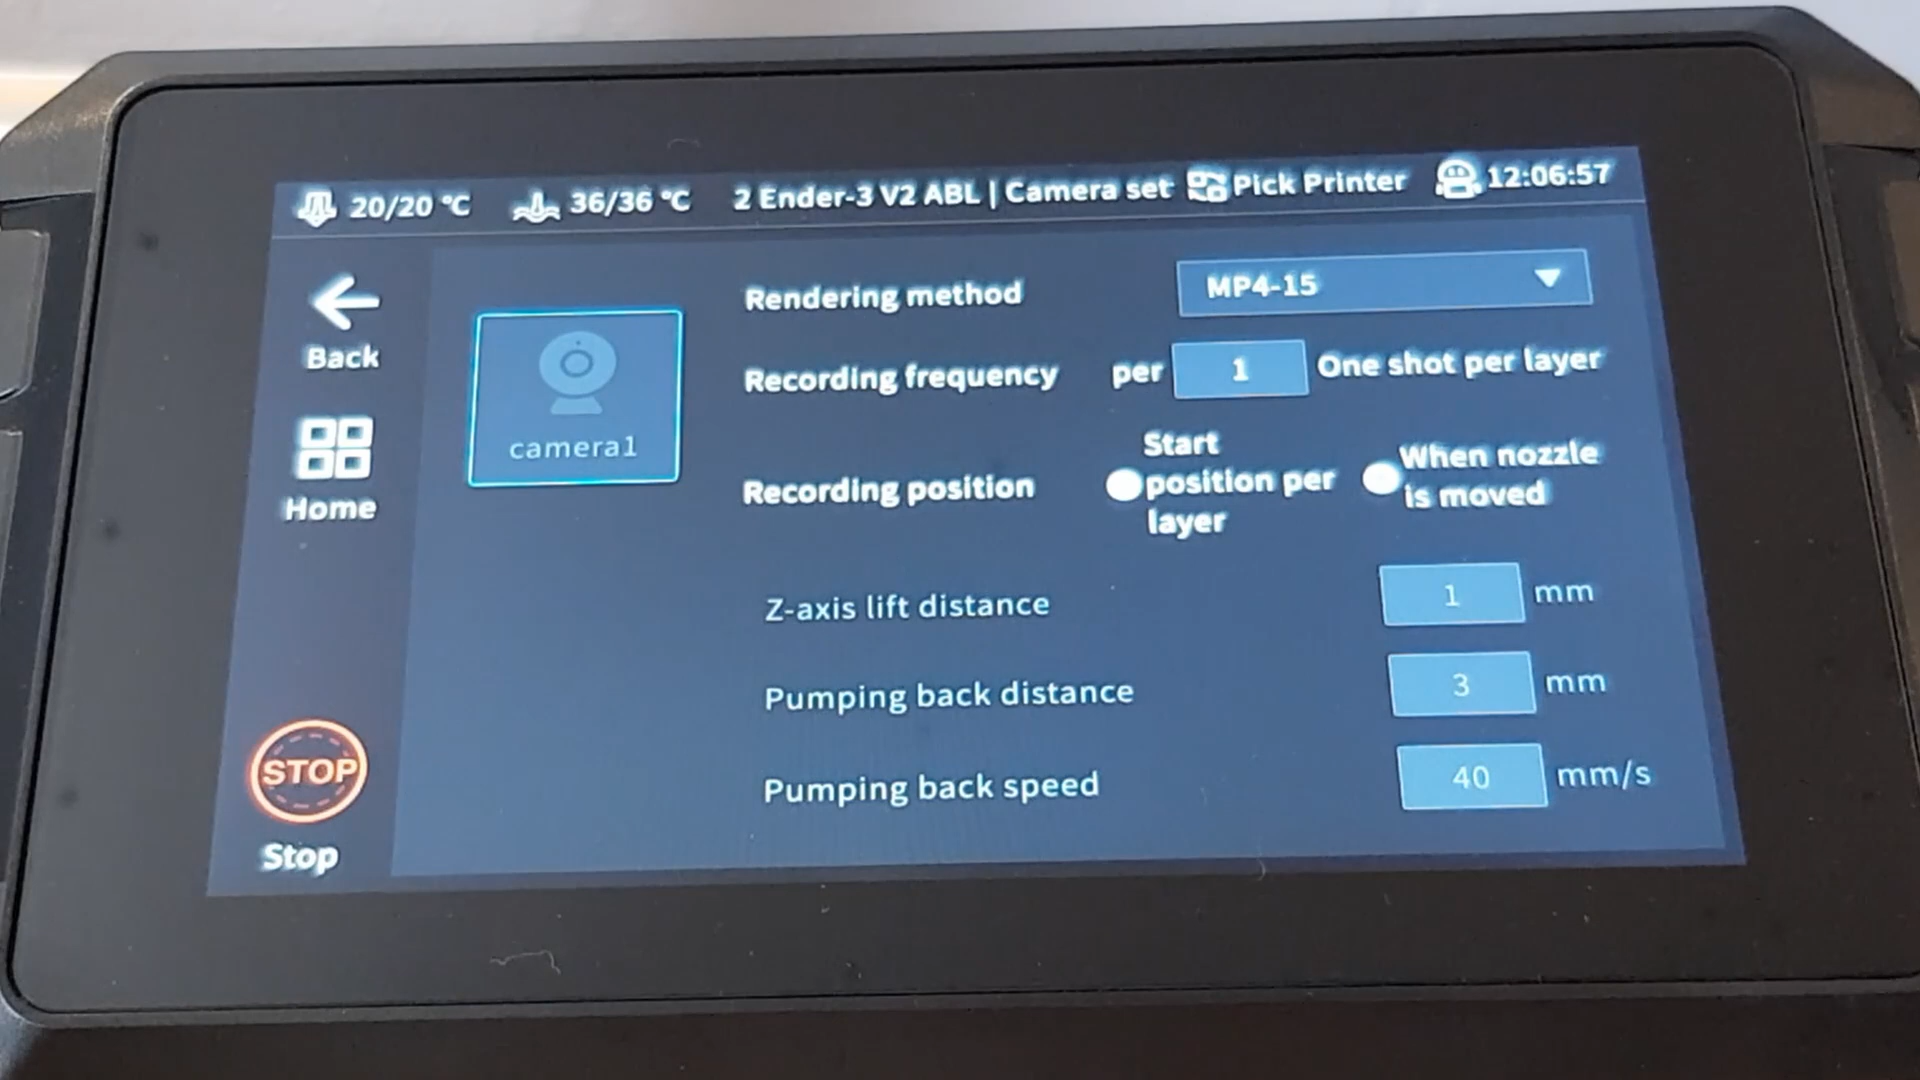 20/20 °C 36/36 °C 2 Ender-3 V2 ABL | Camera set Pick Printer 12:06:57
Back
Home
STOP
Stop
camera1
Rendering method MP4-15
Recording frequency per 1 One shot per layer
Recording position
Start
position per
layer
When nozzle
is moved
Z-axis lift distance 1 mm
Pumping back distance 3 mm
Pumping back speed 40 mm/s